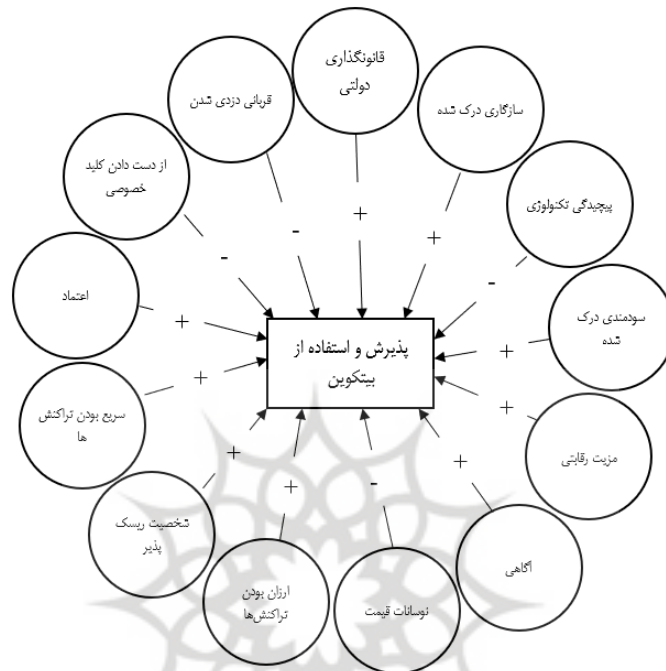 قانونگذاری
دولتی
سازگاری درک شده
پیچیدگی تکنولوژی
سودمندی درک
شده
مزیت رقابتی
آگاهی
نوسانات قیمت
ارزان بودن
تراکنش‌ها
شخصیت ریسک
پذیر
سریع بودن تراکنش
ها
اعتماد
از دست دادن کلید
خصوصی
قربانی دزدی شدن
پذیرش و استفاده از
بیتکوین
+
+
-
+
+
+
-
+
+
+
+
-
-